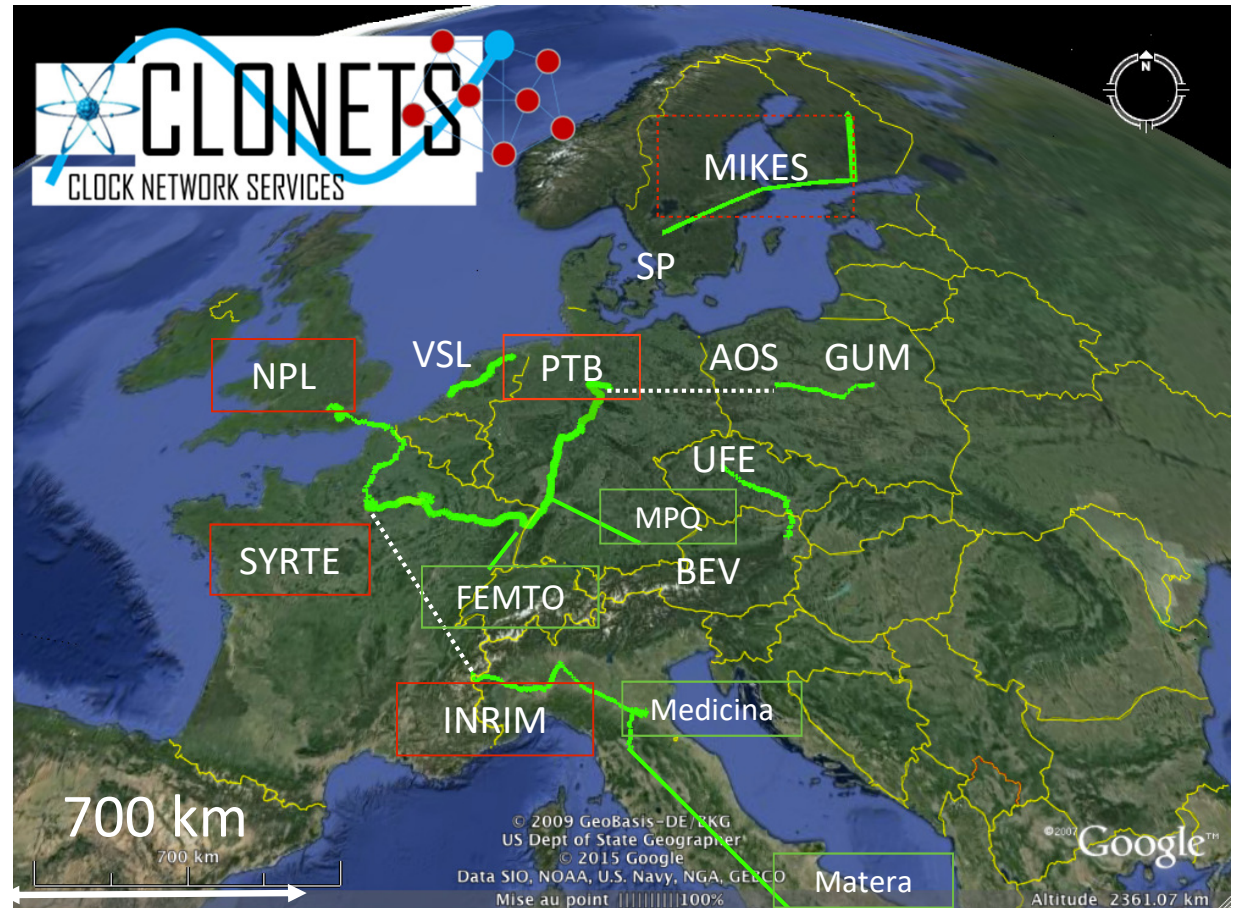 CLONETS
CLOCK NETWORK SERVICES
N
MIKES
SP
VSL
PTB
AOS
GUM
NPL
UFE
MPQ
SYRTE
BEV
FEMTO
Medicina
INRIM
700 km
700 km
© 2009 GeoBasis-DE/BKG
US Dept of State Geographer
© 2015 Google
Data SIO, NOAA, U.S. Navy, NGA, GEBCO
Mise au point ||||||||||100%
©2007 Google™
Matera
Altitude 2361.07 km